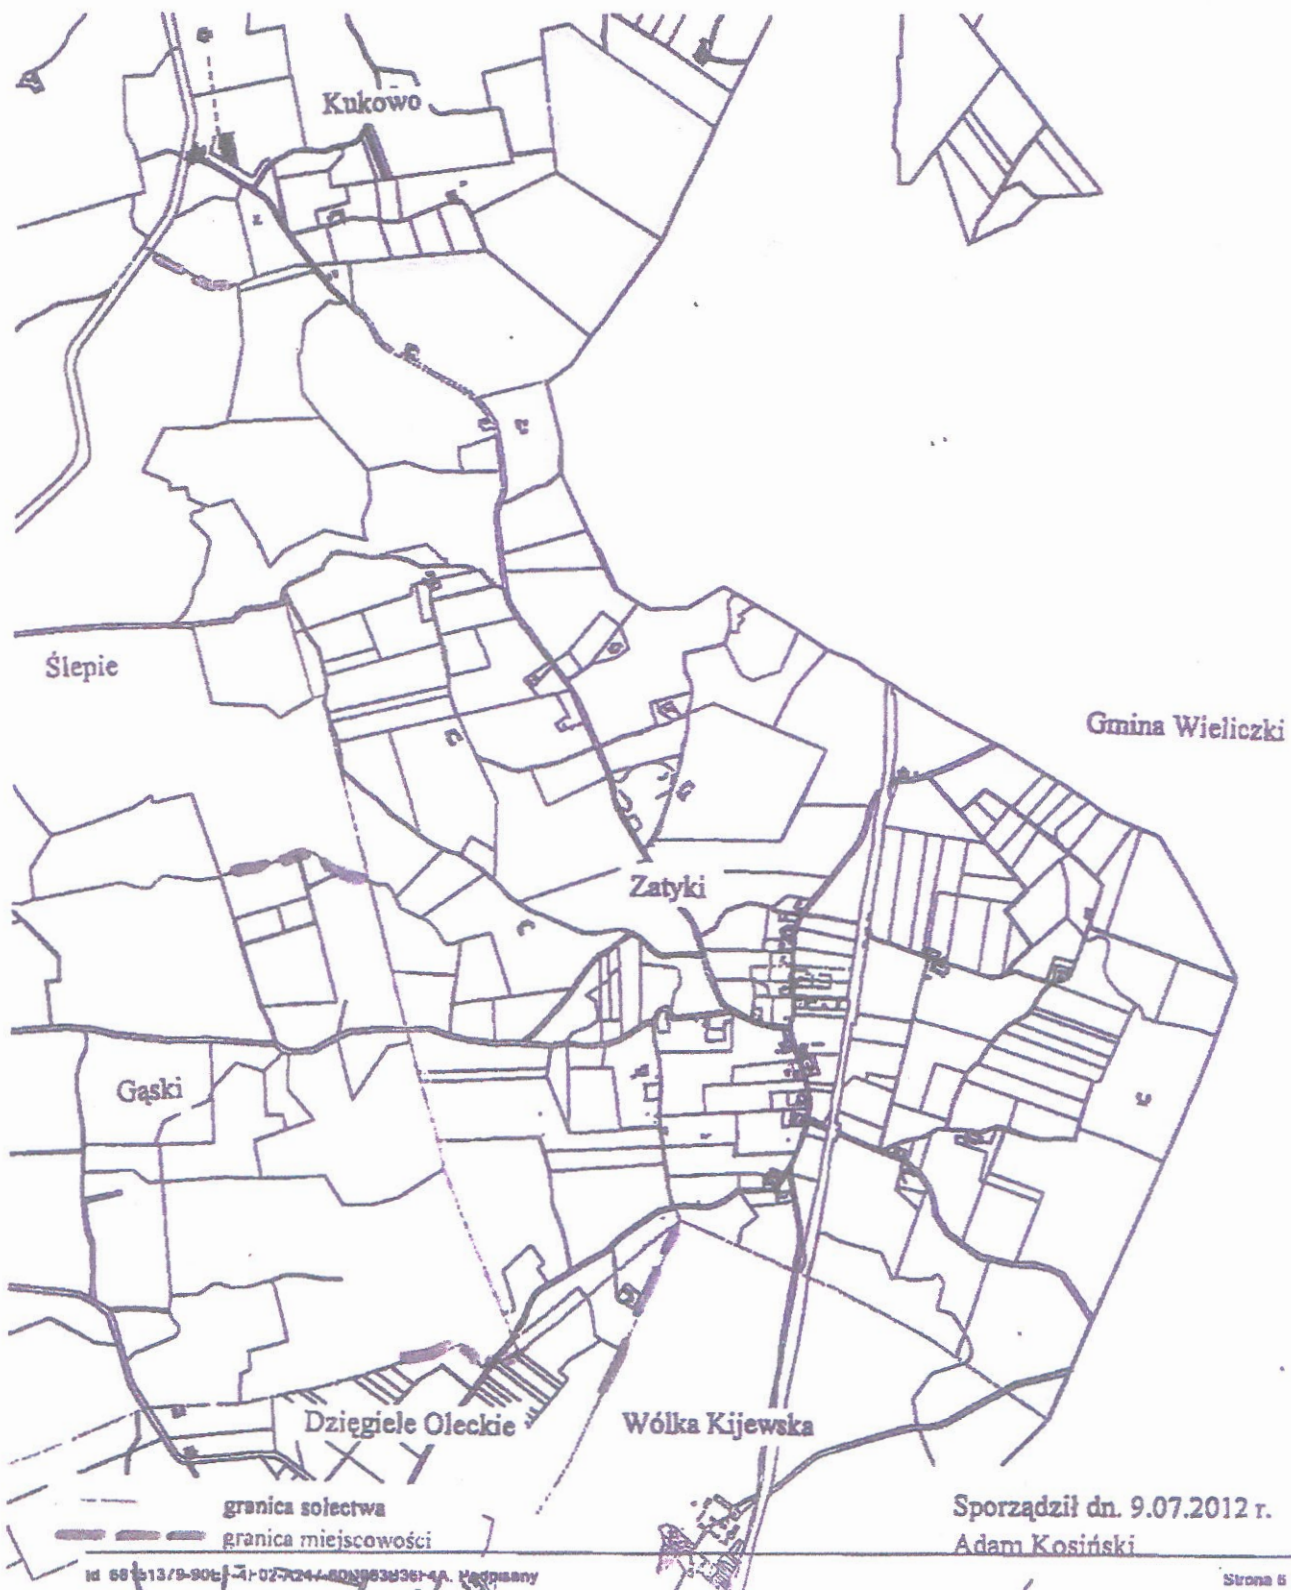 Kukowo
Ślepie
Gmina Wieliczki
Zatyki
Gąski
Dzięgiele Oleckie
Wólka Kijewska
granica sołectwa
granica miejscowości
Sporządził dn. 9.07.2012 r.
Adam Kosiński
Podpisany
Strona 6